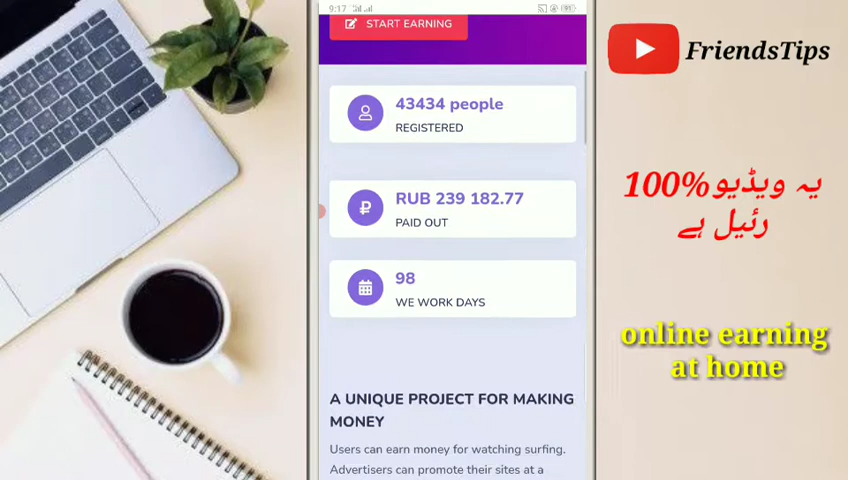 9:17
START EARNING
43434 people
REGISTERED
RUB 239 182.77
PAID OUT
98
WE WORK DAYS
A UNIQUE PROJECT FOR MAKING
MONEY
Users can earn money for watching surfing.
Advertisers can promote their sites at a
FriendsTips
یہ ویڈیو 100%
رئیل ہے
online earning
at home